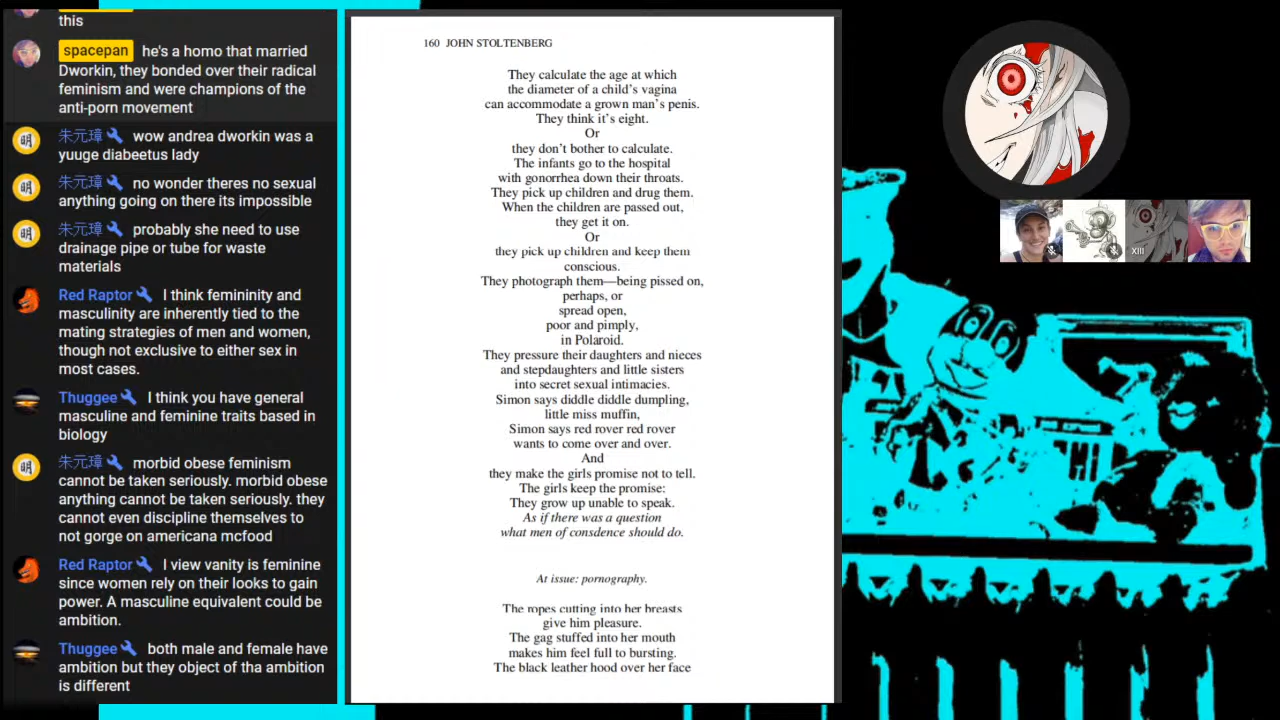 this
spacepan he's a homo that married
Dworkin, they bonded over their radical
feminism and were champions of the
anti-porn movement
朱元璋 wow andrea dworkin was a
yuuge diabeetus lady
朱元璋 no wonder theres no sexual
anything going on there its impossible
朱元璋 probably she need to use
drainage pipe or tube for waste
materials
Red Raptor I think femininity and
masculinity are inherently tied to the
mating strategies of men and women,
though not exclusive to either sex in
most cases.
Thuggee I think you have general
masculine and feminine traits based in
biology
朱元璋 morbid obese feminism
cannot be taken seriously. morbid obese
anything cannot be taken seriously. they
cannot even discipline themselves to
not gorge on americana mcfood
Red Raptor I view vanity is feminine
since women rely on their looks to gain
power. A masculine equivalent could be
ambition.
Thuggee both male and female have
ambition but they object of tha ambition
is different
160 JOHN STOLTENBERG
They calculate the age at which
the diameter of a child's vagina
can accommodate a grown man's penis.
They think it's eight.
Or
they don't bother to calculate.
The infants go to the hospital
with gonorrhea down their throats.
They pick up children and drug them.
When the children are passed out,
they get it on.
Or
they pick up children and keep them
conscious.
They photograph them—being pissed on,
perhaps, or
spread open,
poor and pimply,
in Polaroid.
They pressure their daughters and nieces
and stepdaughters and little sisters
into secret sexual intimacies.
Simon says diddle diddle dumpling,
little miss muffin,
Simon says red rover red rover
wants to come over and over.
And
they make the girls promise not to tell.
The girls keep the promise:
They grow up unable to speak.
As if there was a question
what men of consdence should do.
At issue: pornography.
The ropes cutting into her breasts
give him pleasure.
The gag stuffed into her mouth
makes him feel full to bursting.
The black leather hood over her face
明
明
明
明
XIII